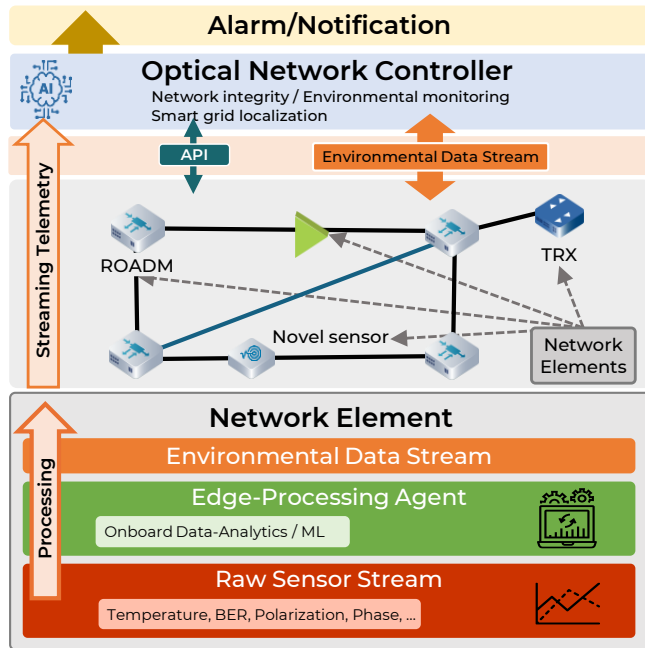 Alarm/Notification
AI
Optical Network Controller
Network integrity / Environmental monitoring
Smart grid localization
API
Environmental Data Stream
Streaming Telemetry
ROADM
TRX
Novel sensor
Network
Elements
Network Element
Processing
Environmental Data Stream
Edge-Processing Agent
Onboard Data-Analytics / ML
Raw Sensor Stream
Temperature, BER, Polarization, Phase, ...